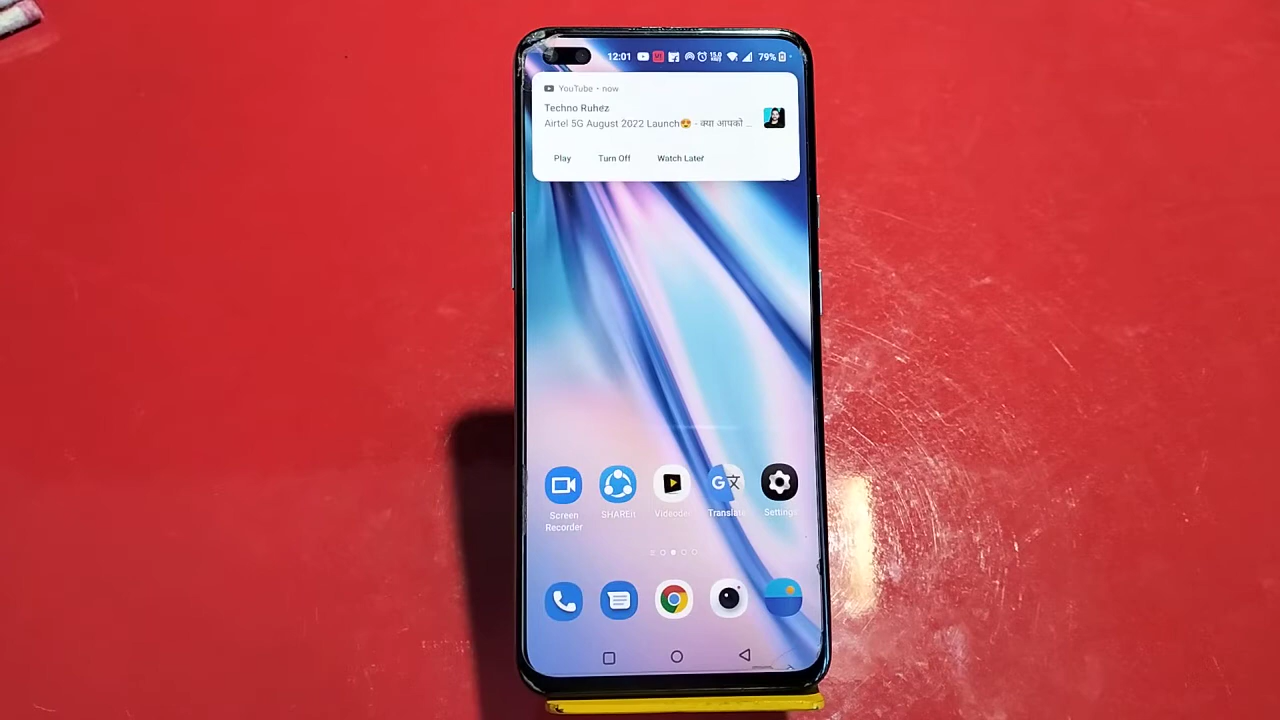 12:01
79%
YouTube • now
Techno Ruhez
Airtel 5G August 2022 Launch😍 - क्या आपको ...
Play Turn Off Watch Later
Screen Recorder
SHAREit
Videoder
Translate
Settings